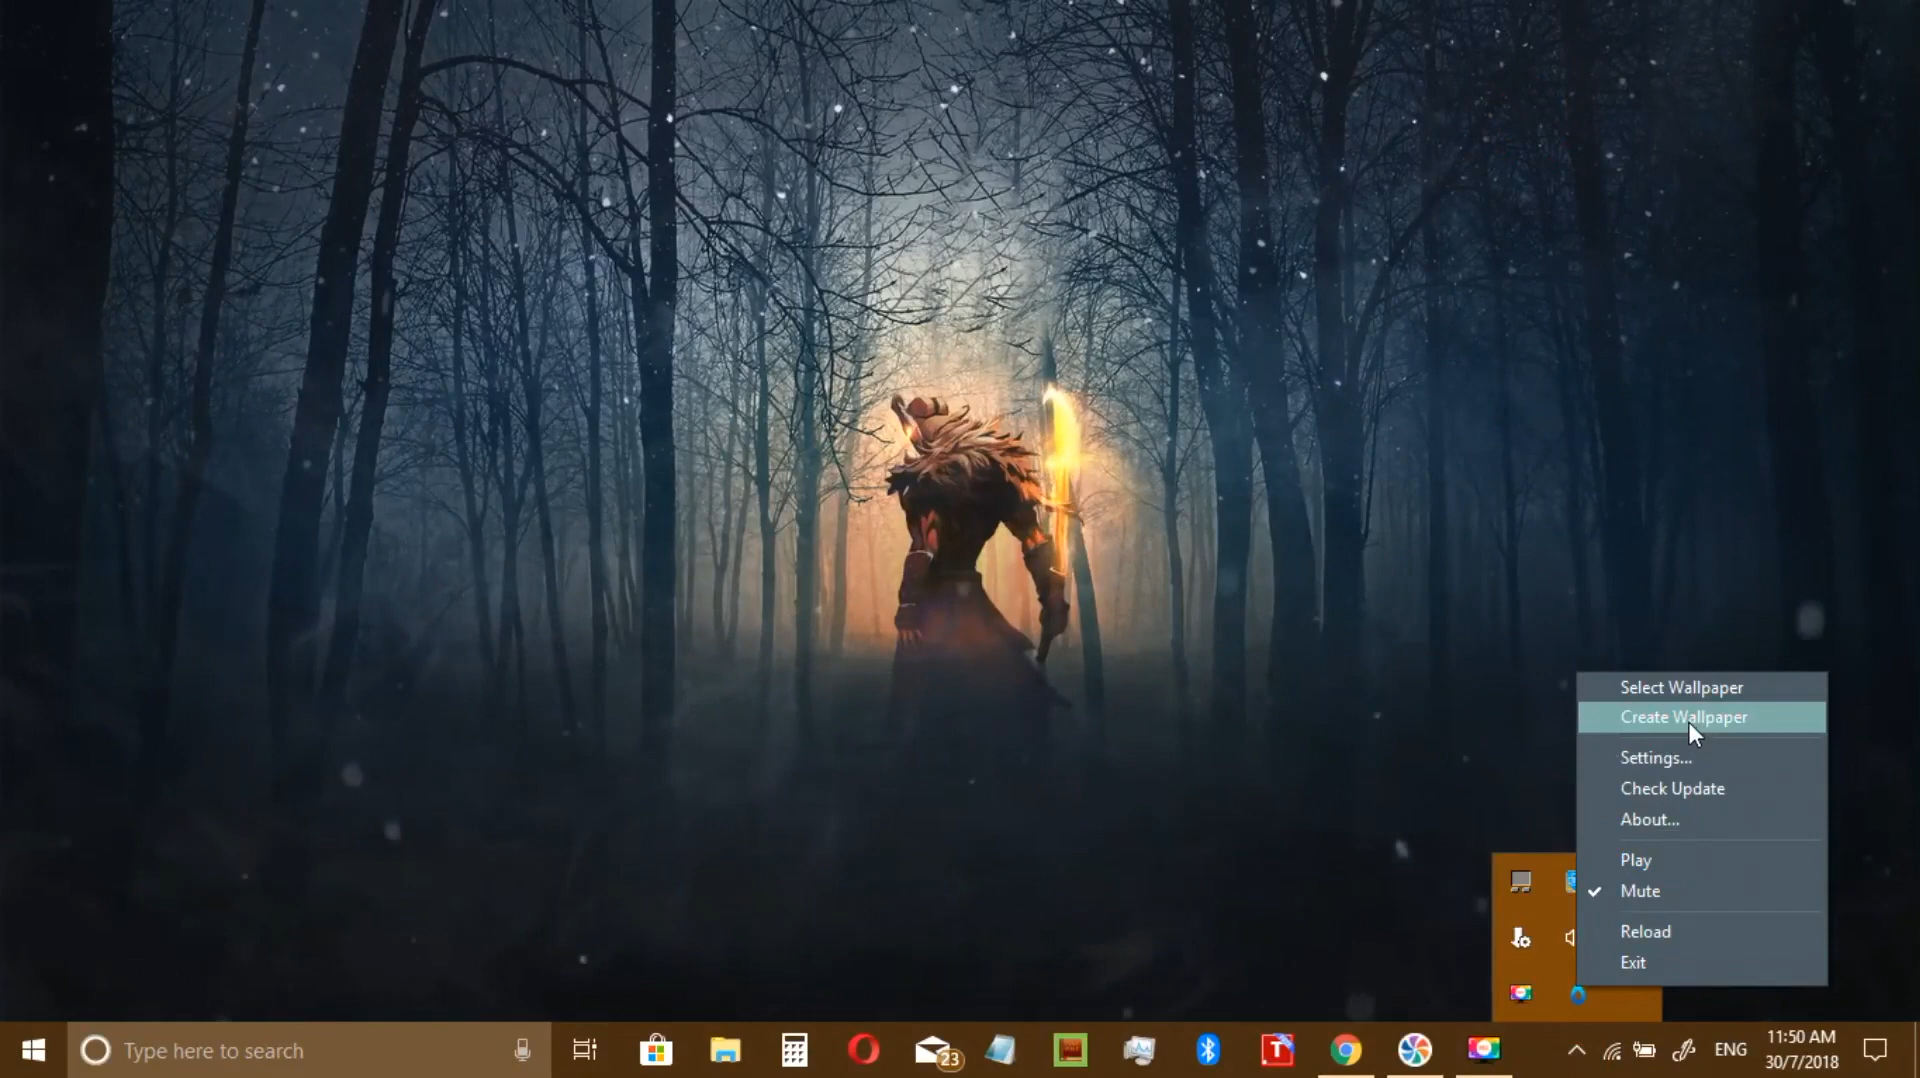 Select Wallpaper
Create Wallpaper
Settings...
Check Update
About...
Play
Mute
Reload
Exit
Type here to search
23
T
ENG
11:50 AM
30/7/2018